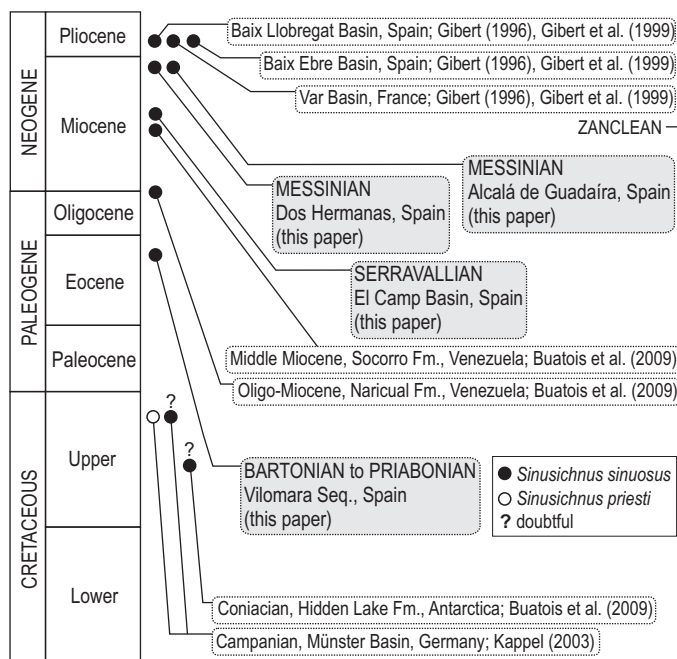 NEOGENE
PALEOGENE
CRETACEOUS
Pliocene
Miocene
Oligocene
Eocene
Paleocene
Upper
Lower
Baix Llobregat Basin, Spain; Gibert (1996), Gibert et al. (1999)
Baix Ebre Basin, Spain; Gibert (1996), Gibert et al. (1999)
Var Basin, France; Gibert (1996), Gibert et al. (1999)
ZANCLEAN
MESSINIAN
Alcalá de Guadaíra, Spain
(this paper)
MESSINIAN
Dos Hermanas, Spain
(this paper)
SERRAVALLIAN
El Camp Basin, Spain
(this paper)
Middle Miocene, Socorro Fm., Venezuela; Buatois et al. (2009)
Oligo-Miocene, Naricual Fm., Venezuela; Buatois et al. (2009)
?
?
BARTONIAN to PRIABONIAN
Vilomara Seq., Spain
(this paper)
Sinusichnus sinuosus
Sinusichnus priesti
? doubtful
Coniacian, Hidden Lake Fm., Antarctica; Buatois et al. (2009)
Campanian, Münster Basin, Germany; Kappel (2003)